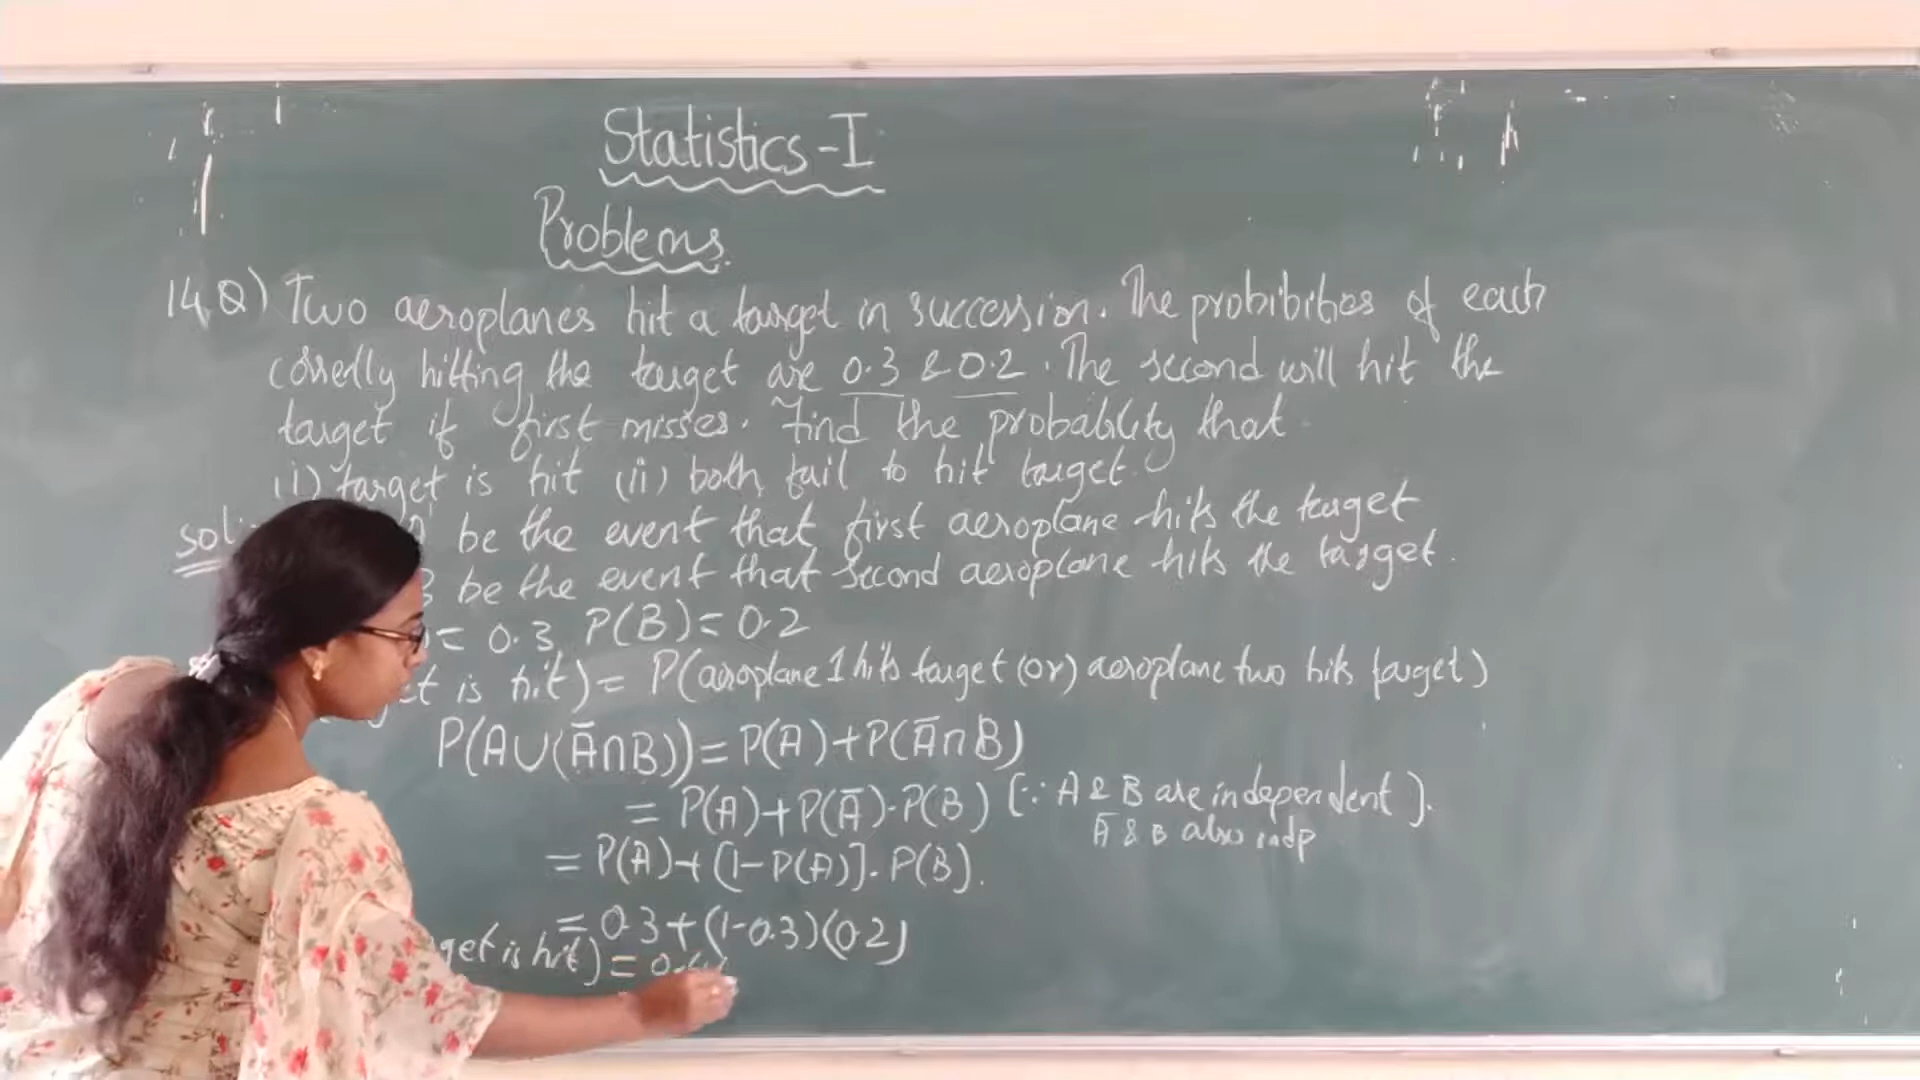 Statistics-I
Problems.
14.Q) Two aeroplanes hit a target in succession. The probibities of each
correctly hitting the target are 0.3 & 0.2. The second will hit the
target if first misses. Find the probability that
(i) target is hit (ii) both fail to hit target.
sol:- be the event that first aeroplane hits the target
B be the event that second aeroplane hits the target.
= 0.3, P(B) = 0.2
is hit) = P(aeroplane 1 hits target (or) aeroplane two hits target)
P(A∪(Ā∩B)) = P(A)+P(Ā∩B)
= P(A)+P(Ā)·P(B) [∵ A & B are independent].
Ā & B also indp
= P(A)+[1-P(A)]·P(B).
= 0.3+(1-0.3)(0.2)
get is hit) = 0.44